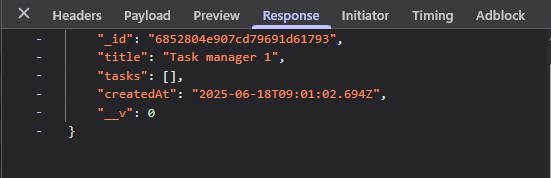 × Headers Payload Preview Response Initiator Timing Adblock
- "_id": "6852804e907cd79691d61793",
- "title": "Task manager 1",
- "tasks": [],
- "createdAt": "2025-06-18T09:01:02.694Z",
- "__v": 0
- }